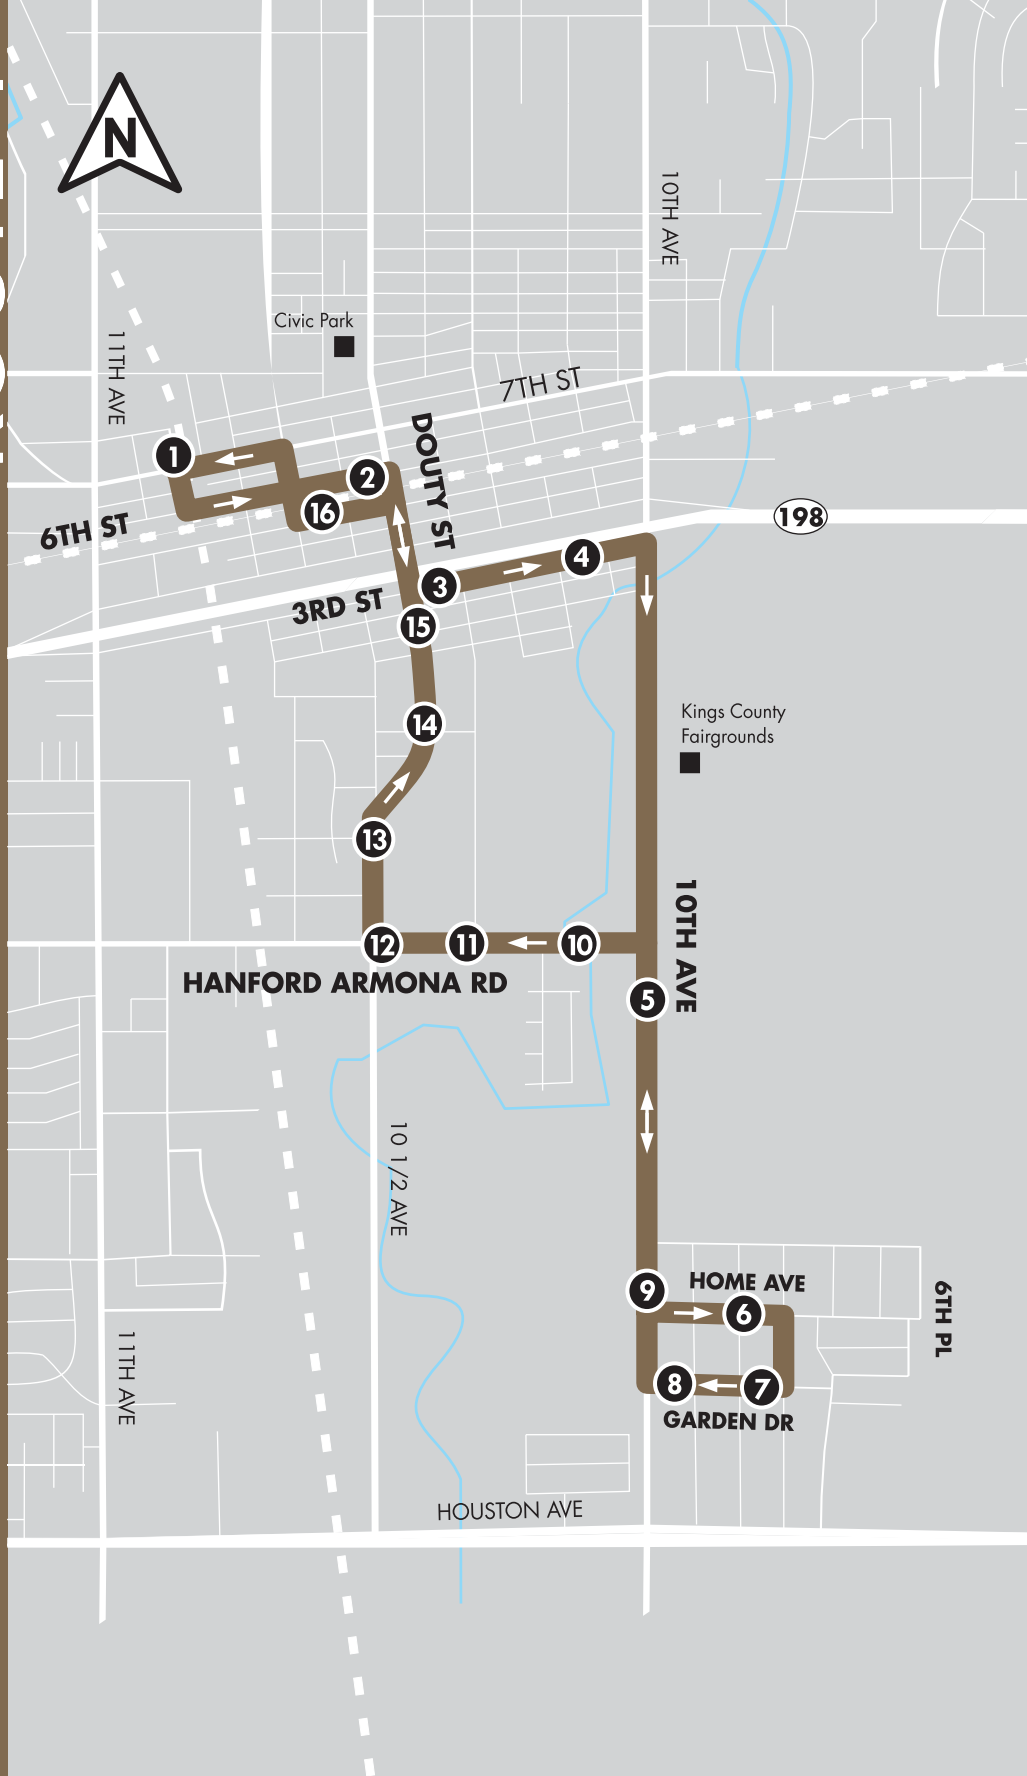 N
10TH AVE
Civic Park
11TH AVE
7TH ST
DOUTY ST
1
2
16
6TH ST
198
4
3
3RD ST
15
Kings County
Fairgrounds
14
13
10TH AVE
12
11
10
HANFORD ARMONA RD
5
10 1/2 AVE
HOME AVE
9
6
6TH PL
11TH AVE
8
7
GARDEN DR
HOUSTON AVE